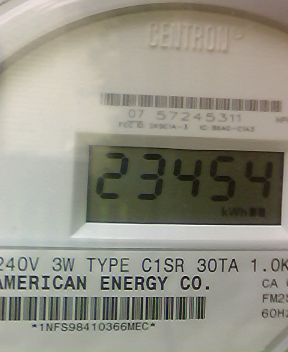 CENTRON
07 57245311
23454
kWh
240V 3W TYPE C1SR 30TA 1.0K
AMERICAN ENERGY CO.
CA
FM2S
60Hz
*1NFS98410366MEC*